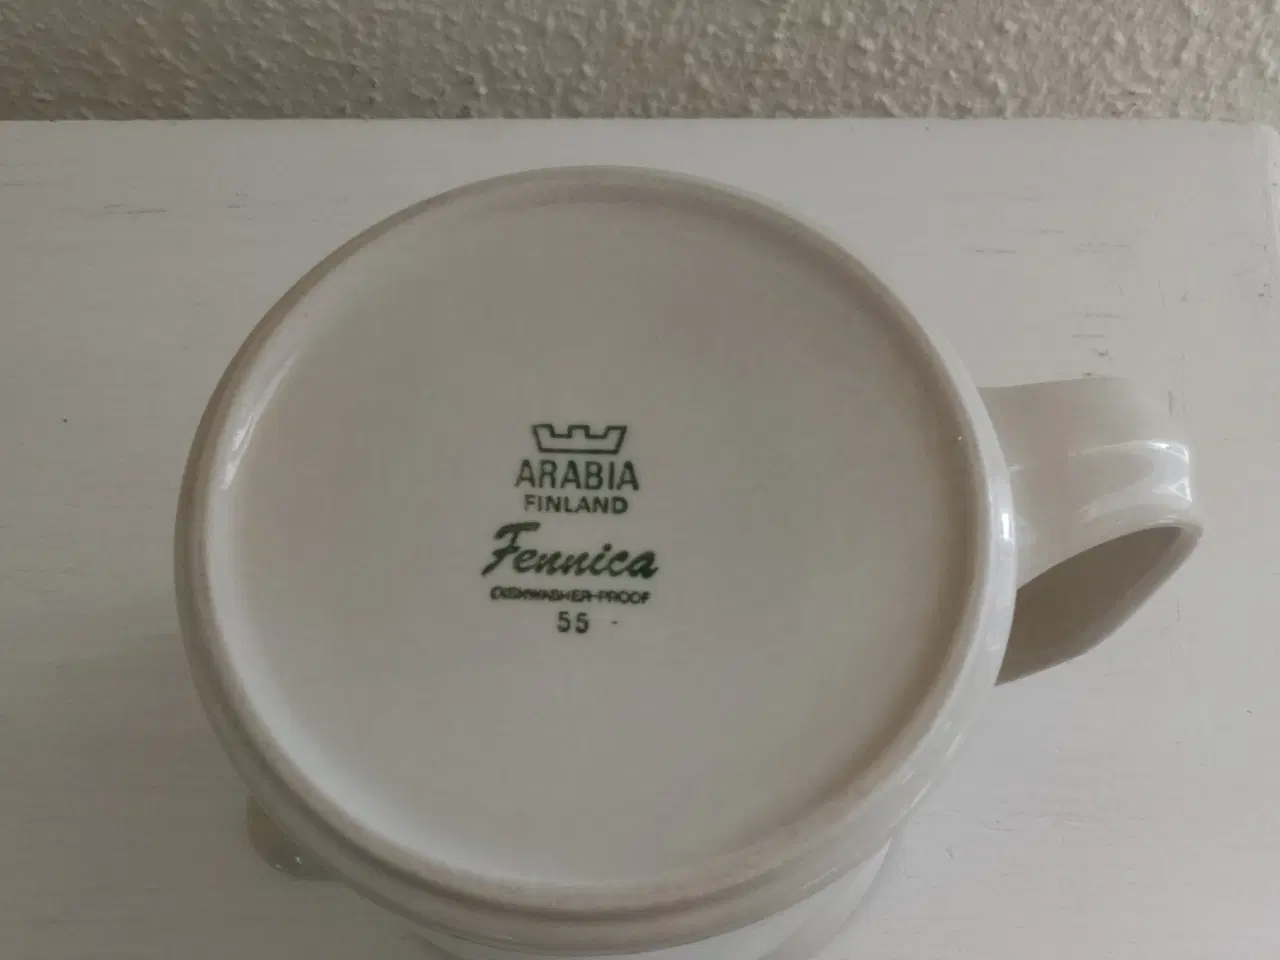 ARABIA
FINLAND
Fennica
DISHWASHER-PROOF
55